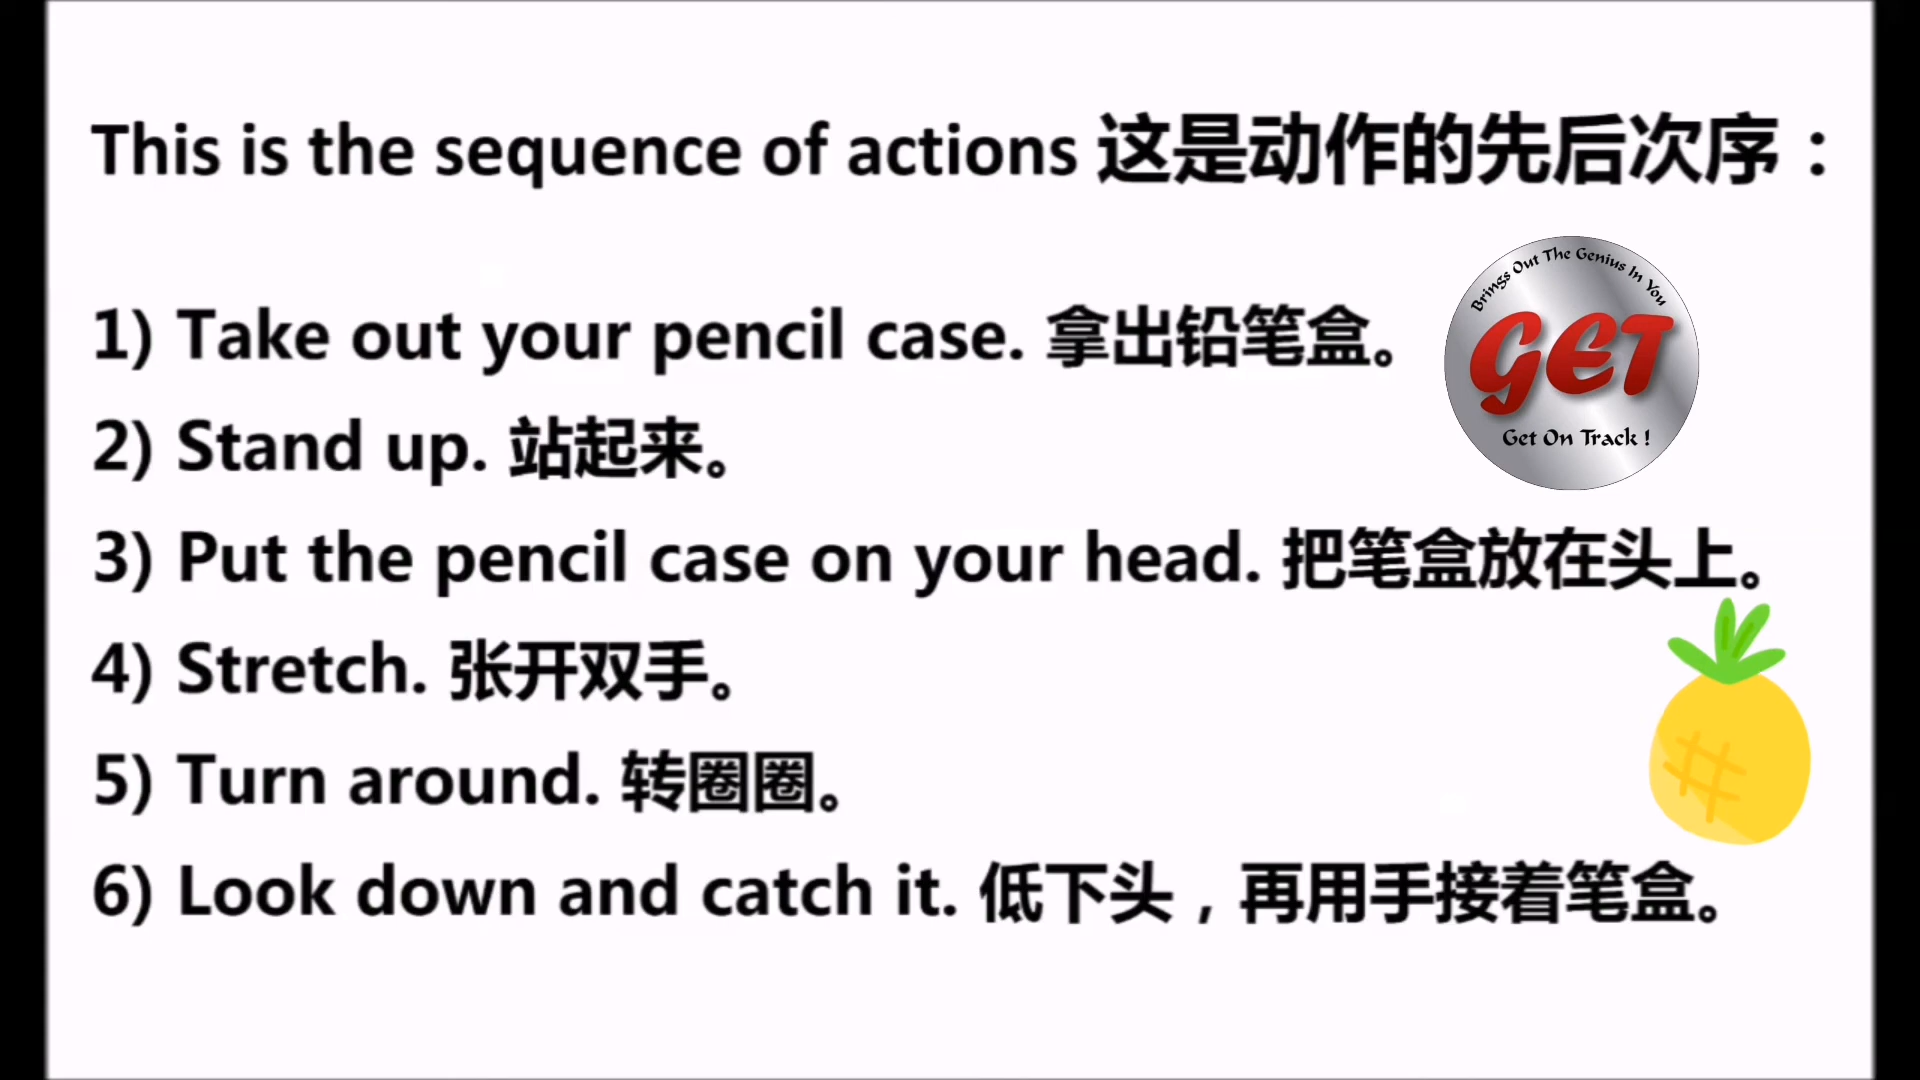 This is the sequence of actions 这是动作的先后次序：
1) Take out your pencil case. 拿出铅笔盒。
2) Stand up. 站起来。
3) Put the pencil case on your head. 把笔盒放在头上。
4) Stretch. 张开双手。
5) Turn around. 转圈圈。
6) Look down and catch it. 低下头，再用手接着笔盒。
Brings Out The Genius In You
GET
Get On Track !